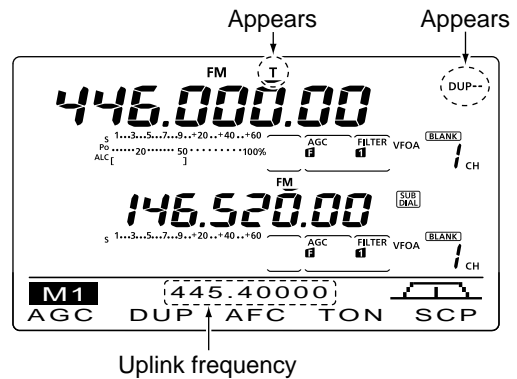 Appears Appears
FM T
446.000.00 DUP--
S 1...3...5...7...9..+20..+40..+60
Po ......20.......50.........100%
ALC [ ]
AGC FILTER VFOA BLANK
F 1 1 CH
FM
146.520.00 SUB DIAL
S 1...3...5...7...9..+20..+40..+60
AGC FILTER VFOA BLANK
F 1 1 CH
M1 445.40000
AGC DUP AFC TON SCP
Uplink frequency